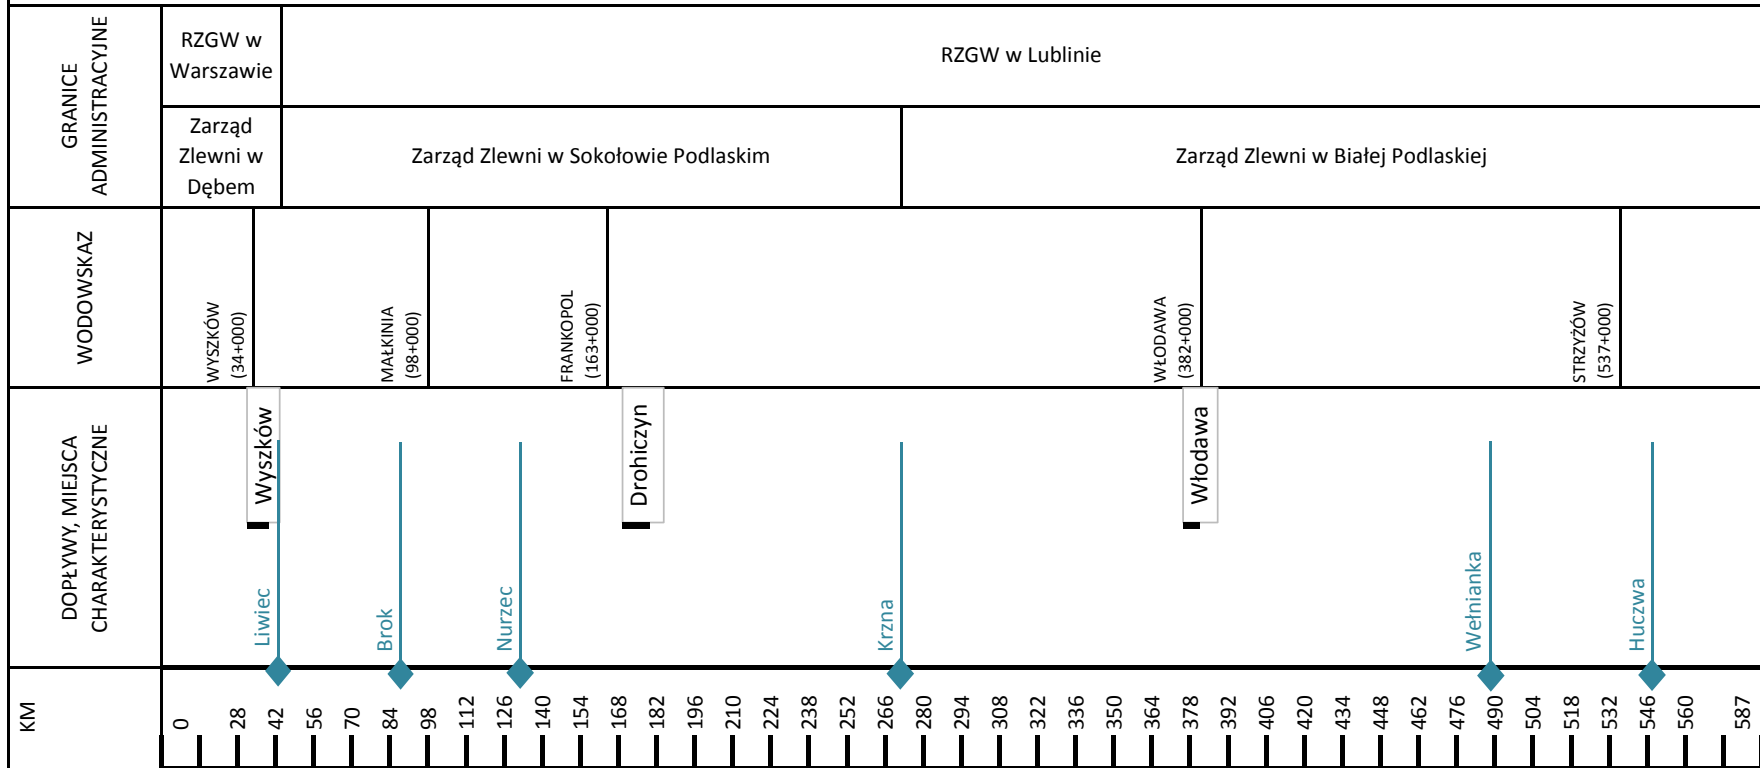 GRANICE
ADMINISTRACYJNE
RZGW w
Warszawie
RZGW w Lublinie
Zarząd
Zlewni w
Dębem
Zarząd Zlewni w Sokołowie Podlaskim
Zarząd Zlewni w Białej Podlaskiej
WODOWSKAZ
WYSZKÓW
(34+000)
MAŁKINIA
(98+000)
FRANKOPOL
(163+000)
WŁODAWA
(382+000)
STRZYŻÓW
(537+000)
DOPŁYWY, MIEJSCA
CHARAKTERYSTYCZNE
Wyszków
Drohiczyn
Włodawa
Liwiec
Brok
Nurzec
Krzna
Wełnianka
Huczwa
KM
0
28
42
56
70
84
98
112
126
140
154
168
182
196
210
224
238
252
266
280
294
308
322
336
350
364
378
392
406
420
434
448
462
476
490
504
518
532
546
560
587